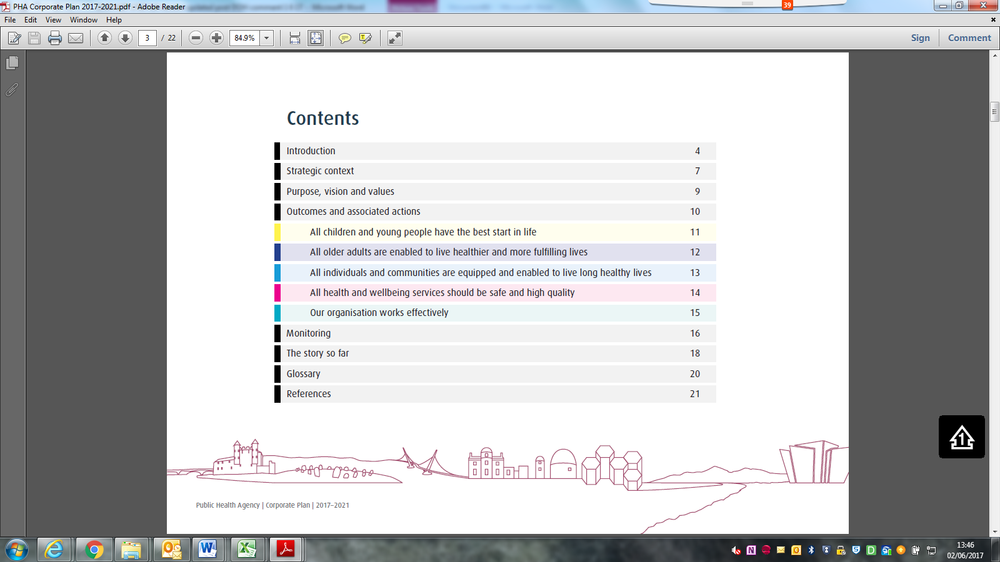 PHA Corporate Plan 2017-2021.pdf - Adobe Reader
39
File Edit View Window Help
3 / 22 84.9% Sign Comment
Contents
Introduction 4
Strategic context 7
Purpose, vision and values 9
Outcomes and associated actions 10
All children and young people have the best start in life 11
All older adults are enabled to live healthier and more fulfilling lives 12
All individuals and communities are equipped and enabled to live long healthy lives 13
All health and wellbeing services should be safe and high quality 14
Our organisation works effectively 15
Monitoring 16
The story so far 18
Glossary 20
References 21
1
Public Health Agency | Corporate Plan | 2017–2021
13:46
02/06/2017